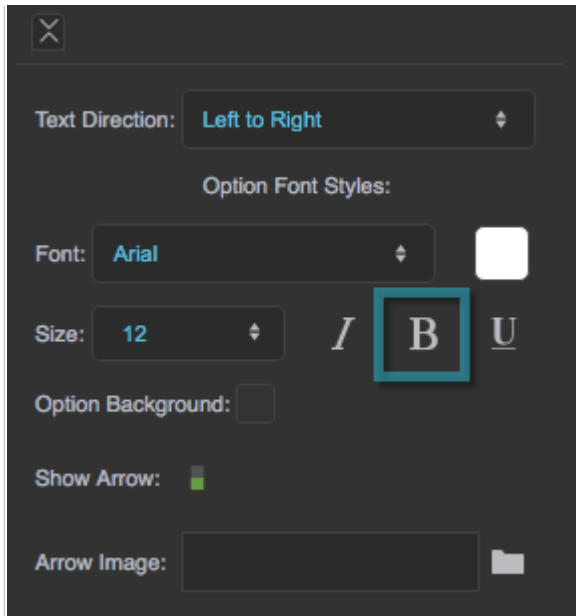 Text Direction: Left to Right
Option Font Styles:
Font: Arial
Size: 12 I B U
Option Background:
Show Arrow:
Arrow Image: